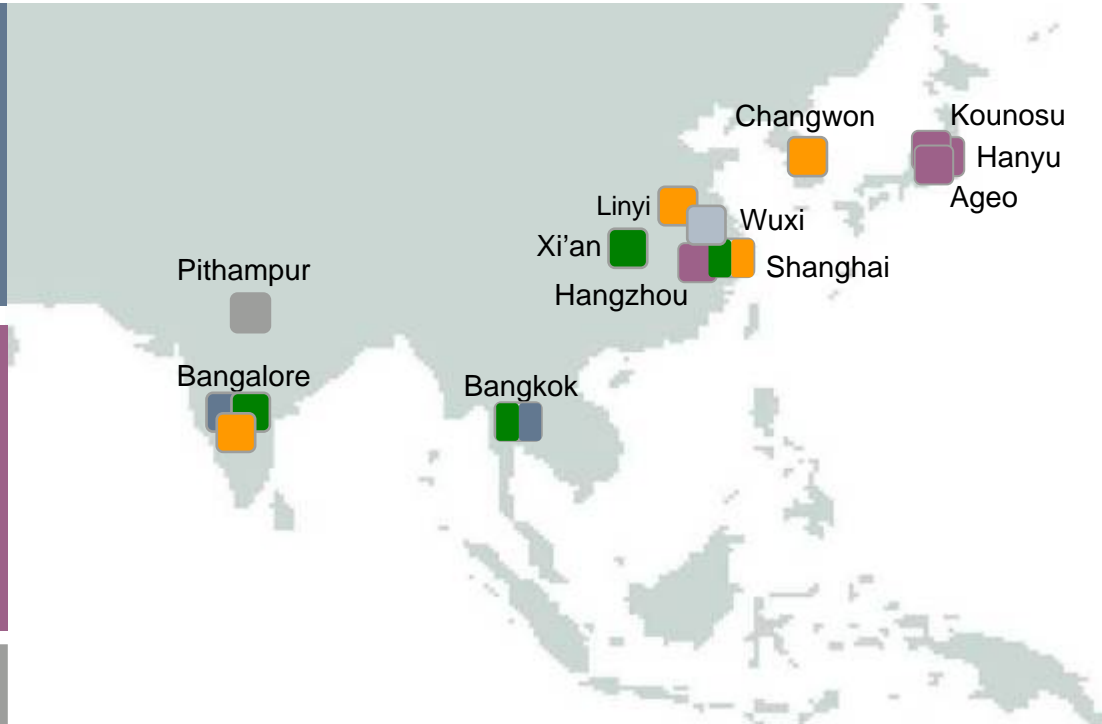 Changwon
Kounosu
Hanyu
Ageo
Linyi
Wuxi
Xi’an
Shanghai
Pithampur
Hangzhou
Bangalore
Bangkok